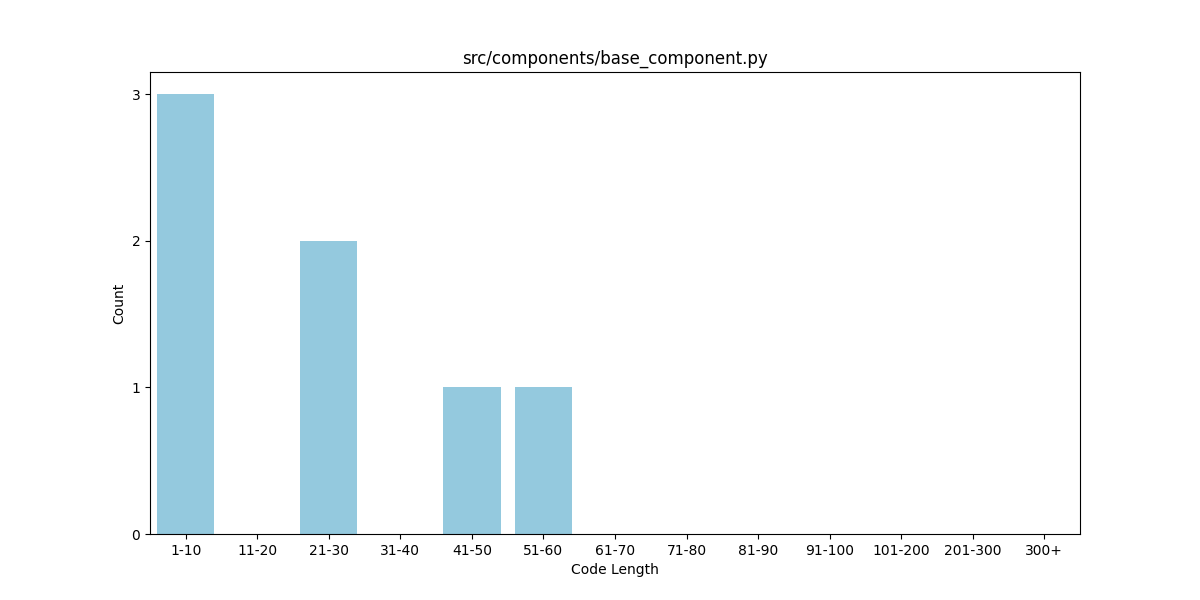 src/components/base_component.py
3
2
1
0
Count
1-10 11-20 21-30 31-40 41-50 51-60 61-70 71-80 81-90 91-100 101-200 201-300 300+
Code Length